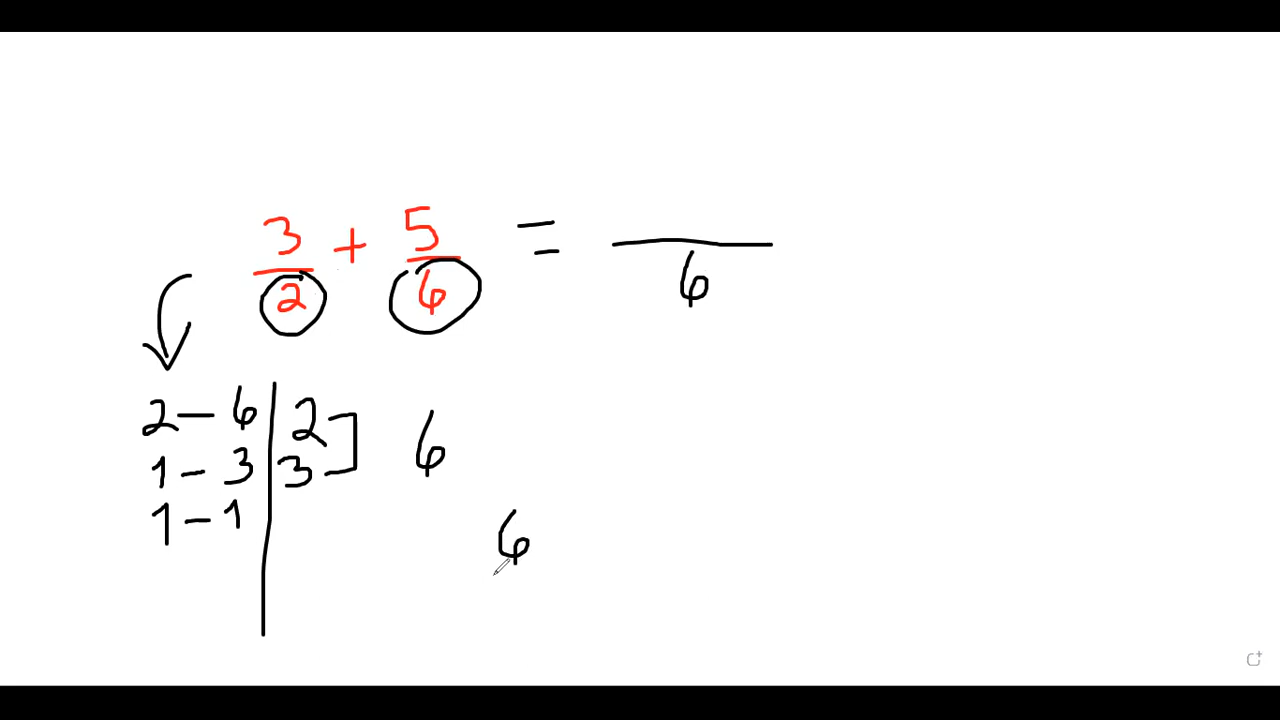 3/2 + 5/6 = /6
2 – 6 | 2 ] 6
1 – 3 | 3
1 – 1 |
6